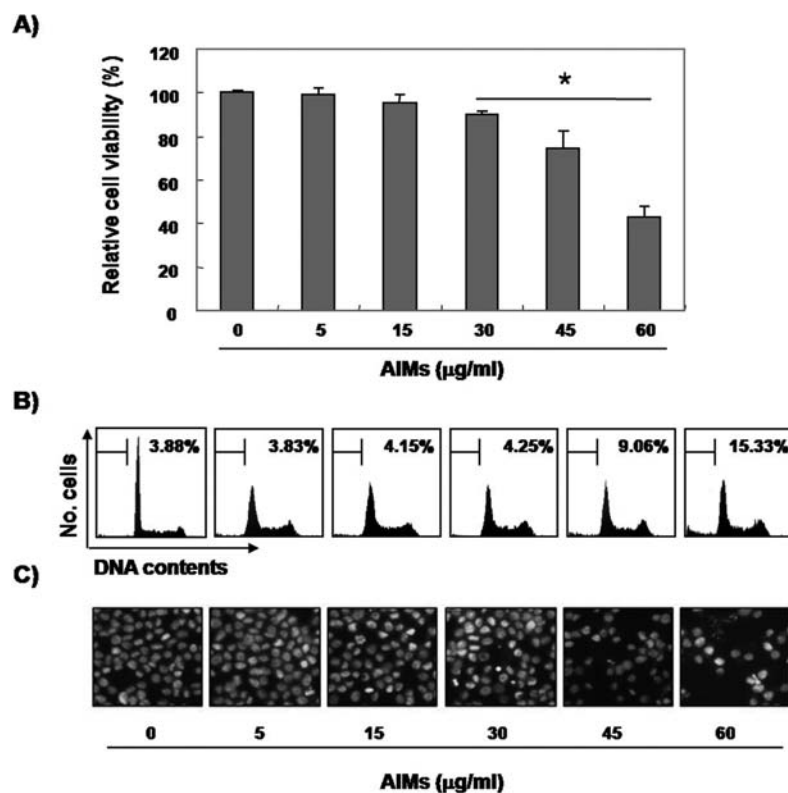 A)
Relative cell viability (%)
120
100
80
60
40
20
0
*
0 5 15 30 45 60
AIMs (μg/ml)
B)
No. cells
3.88% 3.83% 4.15% 4.25% 9.06% 15.33%
DNA contents
C)
0 5 15 30 45 60
AIMs (μg/ml)